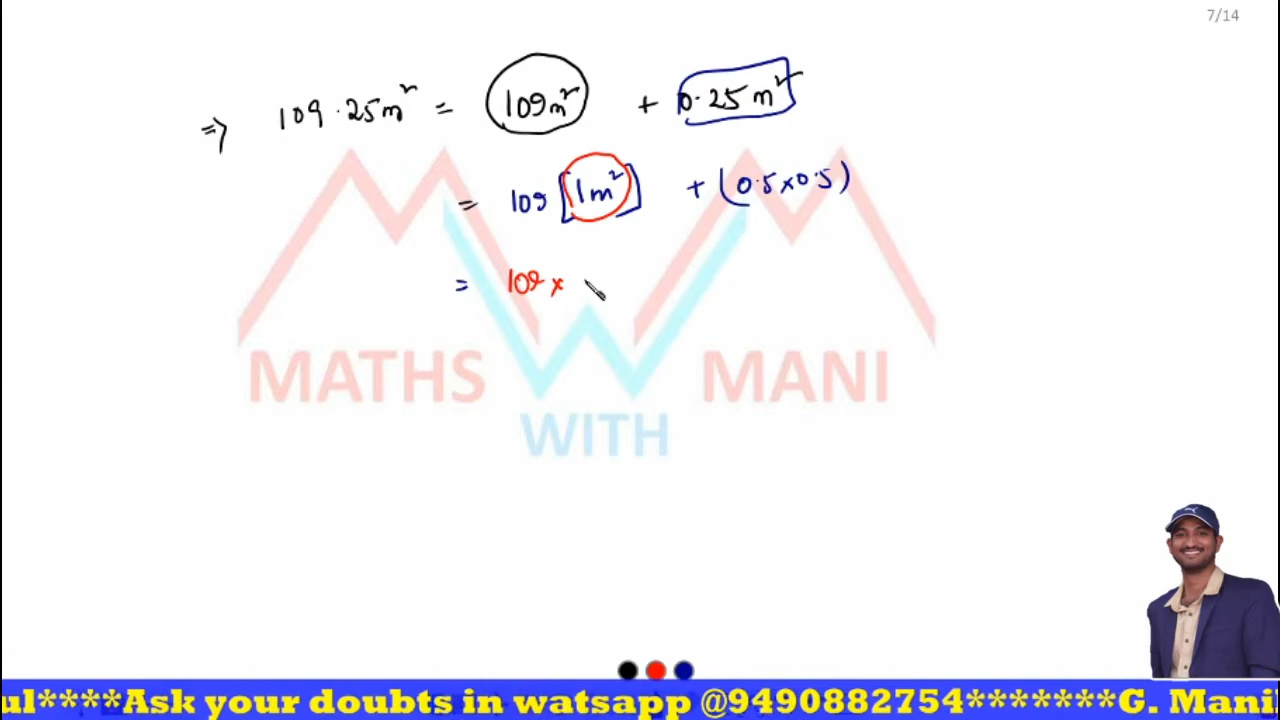 7/14
⇒ 109.25m² = 109m² + 0.25m²
= 109 [1m²] + (0.5×0.5)
= 109 ×
MATHS MANI
WITH
ul****Ask your doubts in watsapp @9490882754*******G. Mani